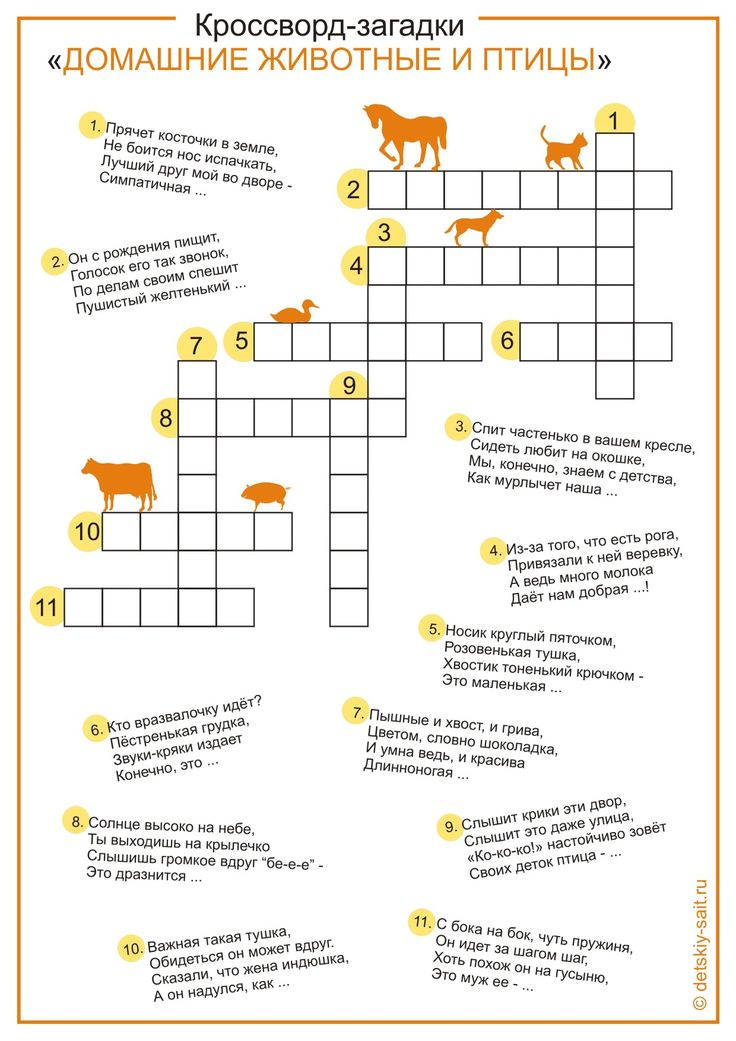 Кроссворд-загадки
«ДОМАШНИЕ ЖИВОТНЫЕ И ПТИЦЫ»
1. Прячет косточки в земле,
Не боится нос испачкать,
Лучший друг мой во дворе -
Симпатичная ...
1
2
2. Он с рождения пищит,
Голосок его так звонок,
По делам своим спешит
Пушистый желтенький ...
3
4
5
6
7
8
9
10
11
3. Спит частенько в вашем кресле,
Сидеть любит на окошке,
Мы, конечно, знаем с детства,
Как мурлычет наша ...
4. Из-за того, что есть рога,
Привязали к ней веревку,
А ведь много молока
Даёт нам добрая ...!
5. Носик круглый пяточком,
Розовенькая тушка,
Хвостик тоненький крючком -
Это маленькая ...
6. Кто вразвалочку идёт?
Пёстренькая грудка,
Звуки-кряки издает
Конечно, это ...
7. Пышные и хвост, и грива,
Цветом, словно шоколадка,
И умна ведь, и красива
Длинноногая ...
8. Солнце высоко на небе,
Ты выходишь на крылечко
Слышишь громкое вдруг “бе-е-е” -
Это дразнится ...
9. Слышит крики эти двор,
Слышит это даже улица,
«Ко-ко-ко!» настойчиво зовёт
Своих деток птица - ...
10. Важная такая тушка,
Обидеться он может вдруг.
Сказали, что жена индюшка,
А он надулся, как ...
11. С бока на бок, чуть пружиня,
Он идет за шагом шаг,
Хоть похож он на гусыню,
Это муж ее - ...
© detskiy-sait.ru